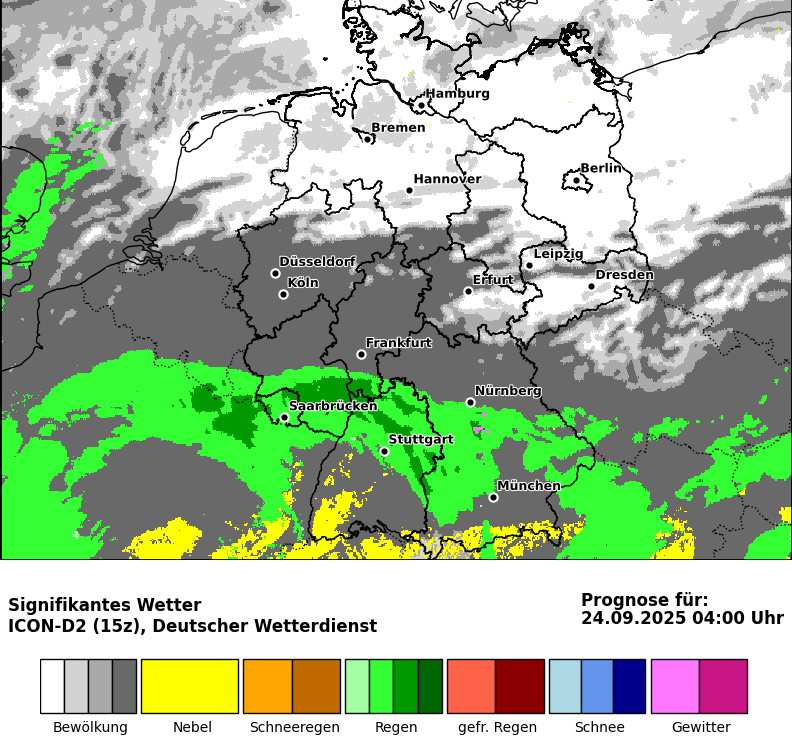 Hamburg
Bremen
Berlin
Hannover
Leipzig
Düsseldorf
Dresden
Köln
Erfurt
Frankfurt
Nürnberg
Saarbrücken
Stuttgart
München
Signifikantes Wetter
ICON-D2 (15z), Deutscher Wetterdienst
Prognose für:
24.09.2025 04:00 Uhr
Bewölkung Nebel Schneeregen Regen gefr. Regen Schnee Gewitter